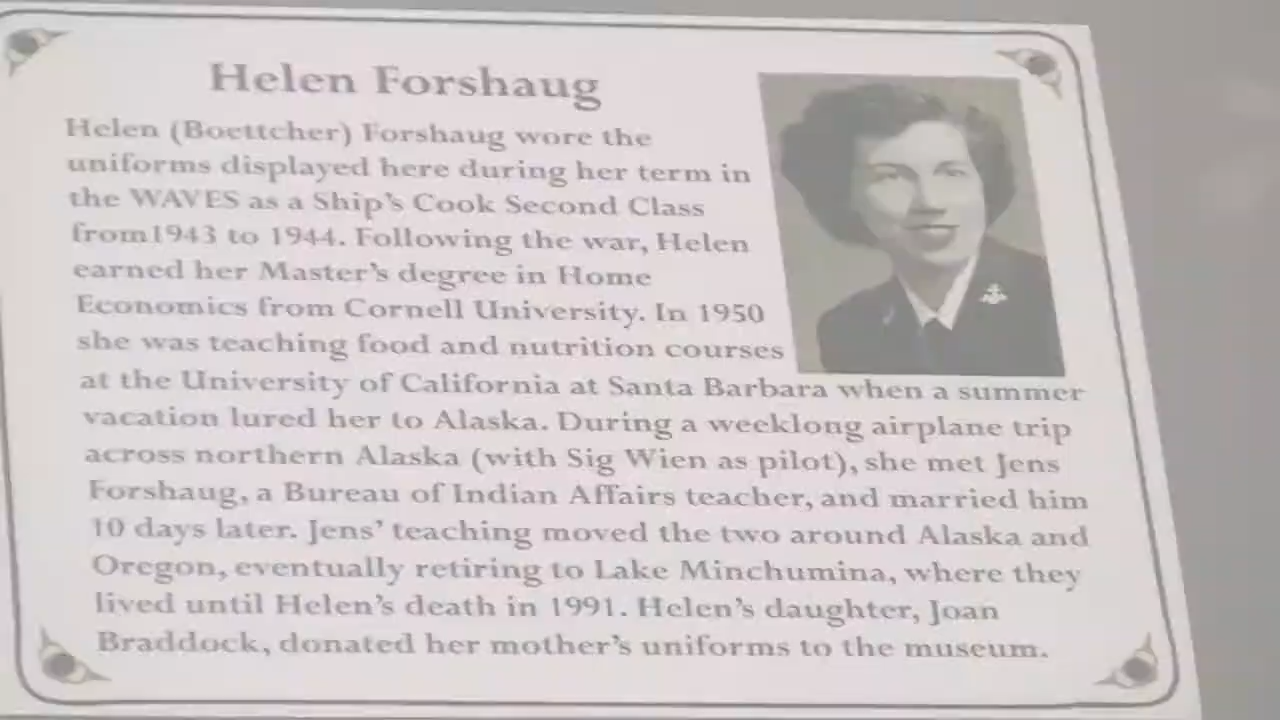 Helen Forshaug
Helen (Boettcher) Forshaug wore the
uniforms displayed here during her term in
the WAVES as a Ship's Cook Second Class
from1943 to 1944. Following the war, Helen
earned her Master's degree in Home
Economics from Cornell University. In 1950
she was teaching food and nutrition courses
at the University of California at Santa Barbara when a summer
vacation lured her to Alaska. During a weeklong airplane trip
across northern Alaska (with Sig Wien as pilot), she met Jens
Forshaug, a Bureau of Indian Affairs teacher, and married him
10 days later. Jens' teaching moved the two around Alaska and
Oregon, eventually retiring to Lake Minchumina, where they
lived until Helen's death in 1991. Helen's daughter, Joan
Braddock, donated her mother's uniforms to the museum.